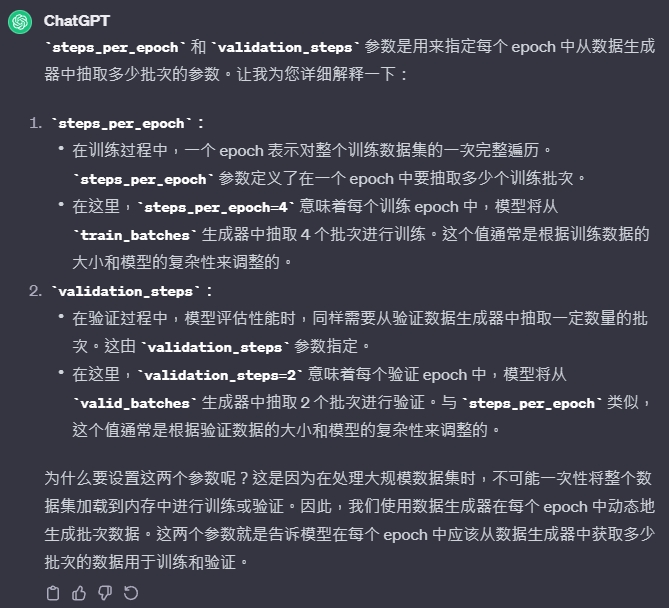 ChatGPT
`steps_per_epoch` 和 `validation_steps` 参数是用来指定每个 epoch 中从数据生成
器中抽取多少批次的参数。让我为您详细解释一下：
1. `steps_per_epoch`：
• 在训练过程中，一个 epoch 表示对整个训练数据集的一次完整遍历。
`steps_per_epoch` 参数定义了在一个 epoch 中要抽取多少个训练批次。
• 在这里，`steps_per_epoch=4` 意味着每个训练 epoch 中，模型将从
`train_batches` 生成器中抽取 4 个批次进行训练。这个值通常是根据训练数据的
大小和模型的复杂性来调整的。
2. `validation_steps`：
• 在验证过程中，模型评估性能时，同样需要从验证数据生成器中抽取一定数量的批
次。这由 `validation_steps` 参数指定。
• 在这里，`validation_steps=2` 意味着每个验证 epoch 中，模型将从
`valid_batches` 生成器中抽取 2 个批次进行验证。与 `steps_per_epoch` 类似，
这个值通常是根据验证数据的大小和模型的复杂性来调整的。
为什么要设置这两个参数呢？这是因为在处理大规模数据集时，不可能一次性将整个数
据集加载到内存中进行训练或验证。因此，我们使用数据生成器在每个 epoch 中动态地
生成批次数据。这两个参数就是告诉模型在每个 epoch 中应该从数据生成器中获取多少
批次的数据用于训练和验证。